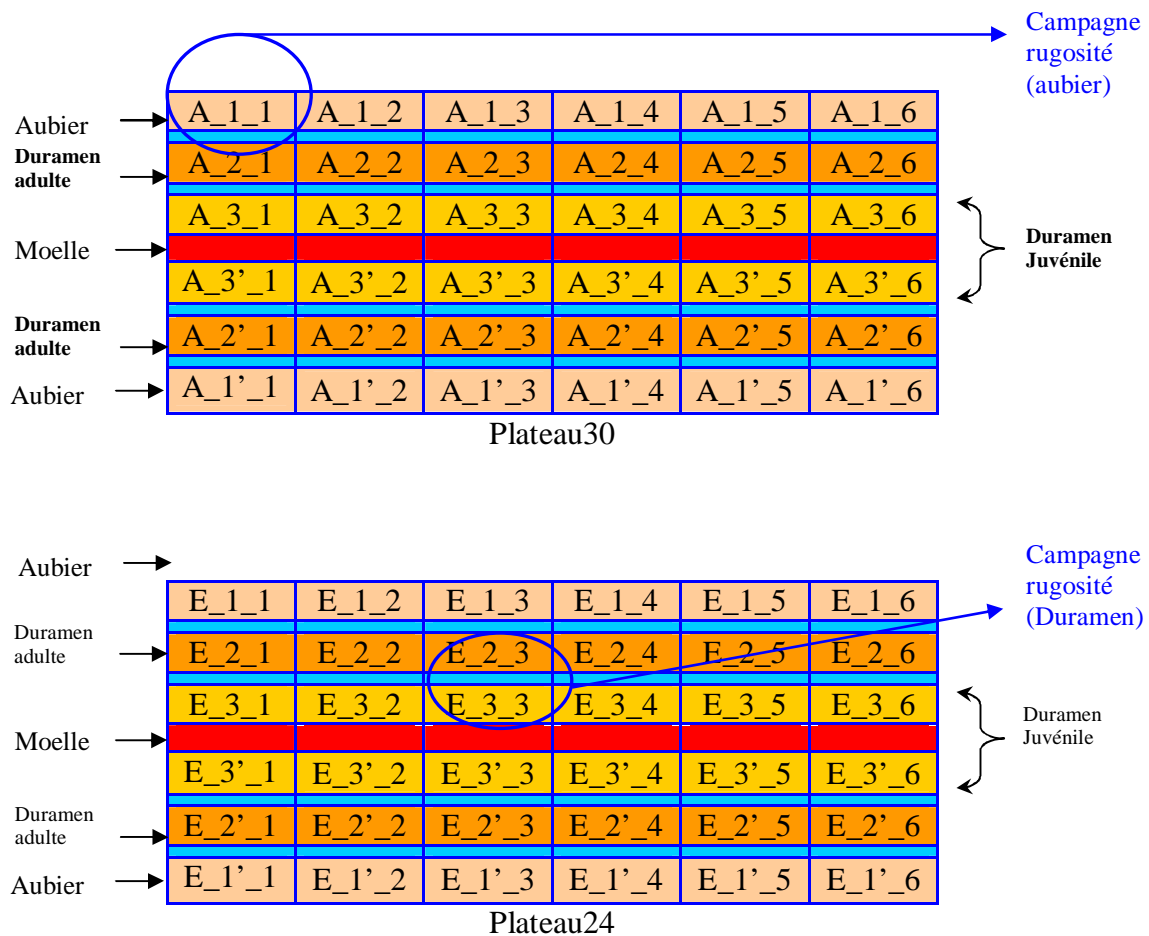 Campagne
rugosité
(aubier)
Aubier
A_1_1 A_1_2 A_1_3 A_1_4 A_1_5 A_1_6
Duramen
adulte
A_2_1 A_2_2 A_2_3 A_2_4 A_2_5 A_2_6
A_3_1 A_3_2 A_3_3 A_3_4 A_3_5 A_3_6
Moelle
Duramen
Juvénile
A_3’_1 A_3’_2 A_3’_3 A_3’_4 A_3’_5 A_3’_6
Duramen
adulte
A_2’_1 A_2’_2 A_2’_3 A_2’_4 A_2’_5 A_2’_6
Aubier
A_1’_1 A_1’_2 A_1’_3 A_1’_4 A_1’_5 A_1’_6
Plateau30
Campagne
rugosité
(Duramen)
Aubier
E_1_1 E_1_2 E_1_3 E_1_4 E_1_5 E_1_6
Duramen
adulte
E_2_1 E_2_2 E_2_3 E_2_4 E_2_5 E_2_6
E_3_1 E_3_2 E_3_3 E_3_4 E_3_5 E_3_6
Moelle
Duramen
Juvénile
E_3’_1 E_3’_2 E_3’_3 E_3’_4 E_3’_5 E_3’_6
Duramen
adulte
E_2’_1 E_2’_2 E_2’_3 E_2’_4 E_2’_5 E_2’_6
Aubier
E_1’_1 E_1’_2 E_1’_3 E_1’_4 E_1’_5 E_1’_6
Plateau24